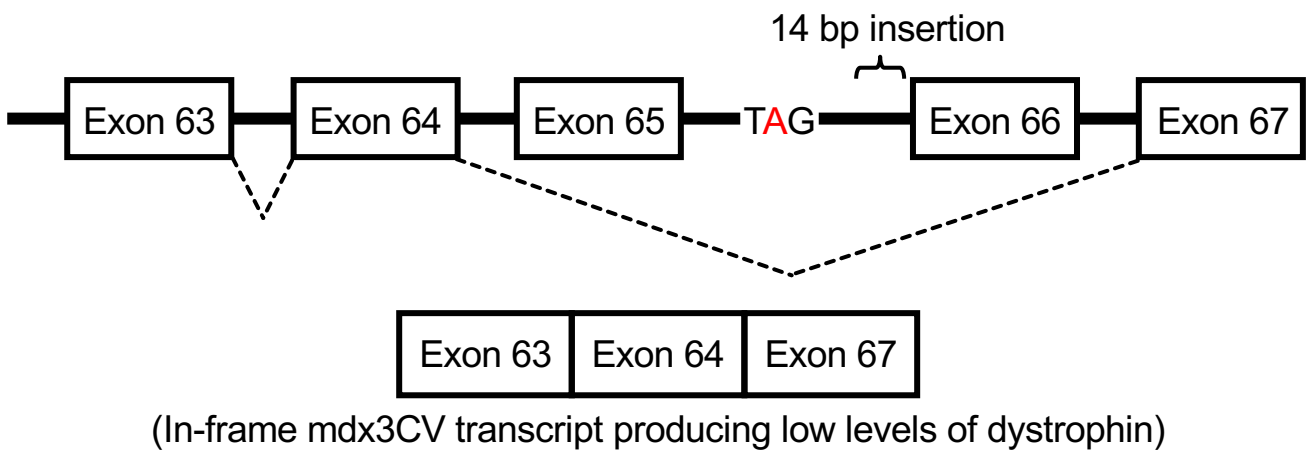 14 bp insertion
Exon 63 Exon 64 Exon 65 TAG Exon 66 Exon 67
Exon 63 Exon 64 Exon 67
(In-frame mdx3CV transcript producing low levels of dystrophin)